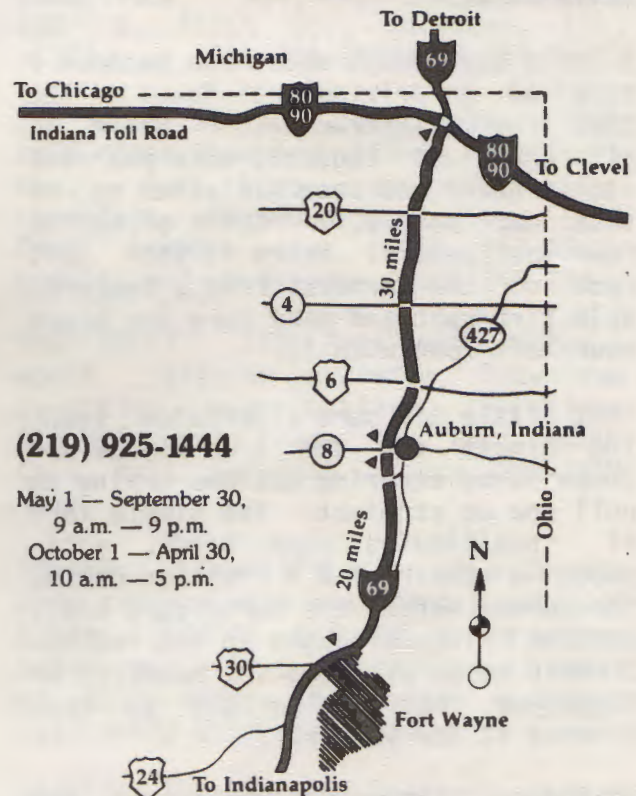 To Detroit
69
Michigan
To Chicago
80
90
Indiana Toll Road
80
90
To Clevel
20
30 miles
4
427
6
(219) 925-1444
8
Auburn, Indiana
May 1 — September 30,
9 a.m. — 9 p.m.
October 1 — April 30,
10 a.m. — 5 p.m.
Ohio
N
20 miles
69
30
Fort Wayne
24
To Indianapolis